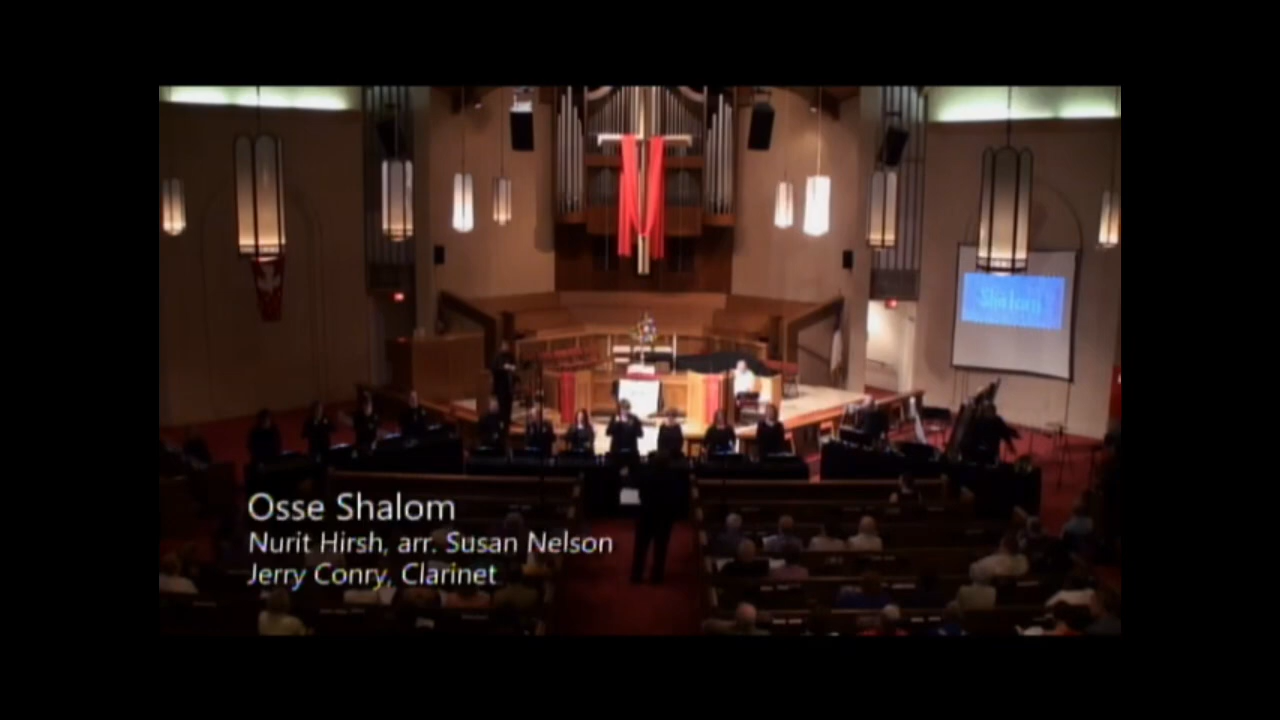 Shalom
Osse Shalom
Nurit Hirsh, arr. Susan Nelson
Jerry Conry, Clarinet